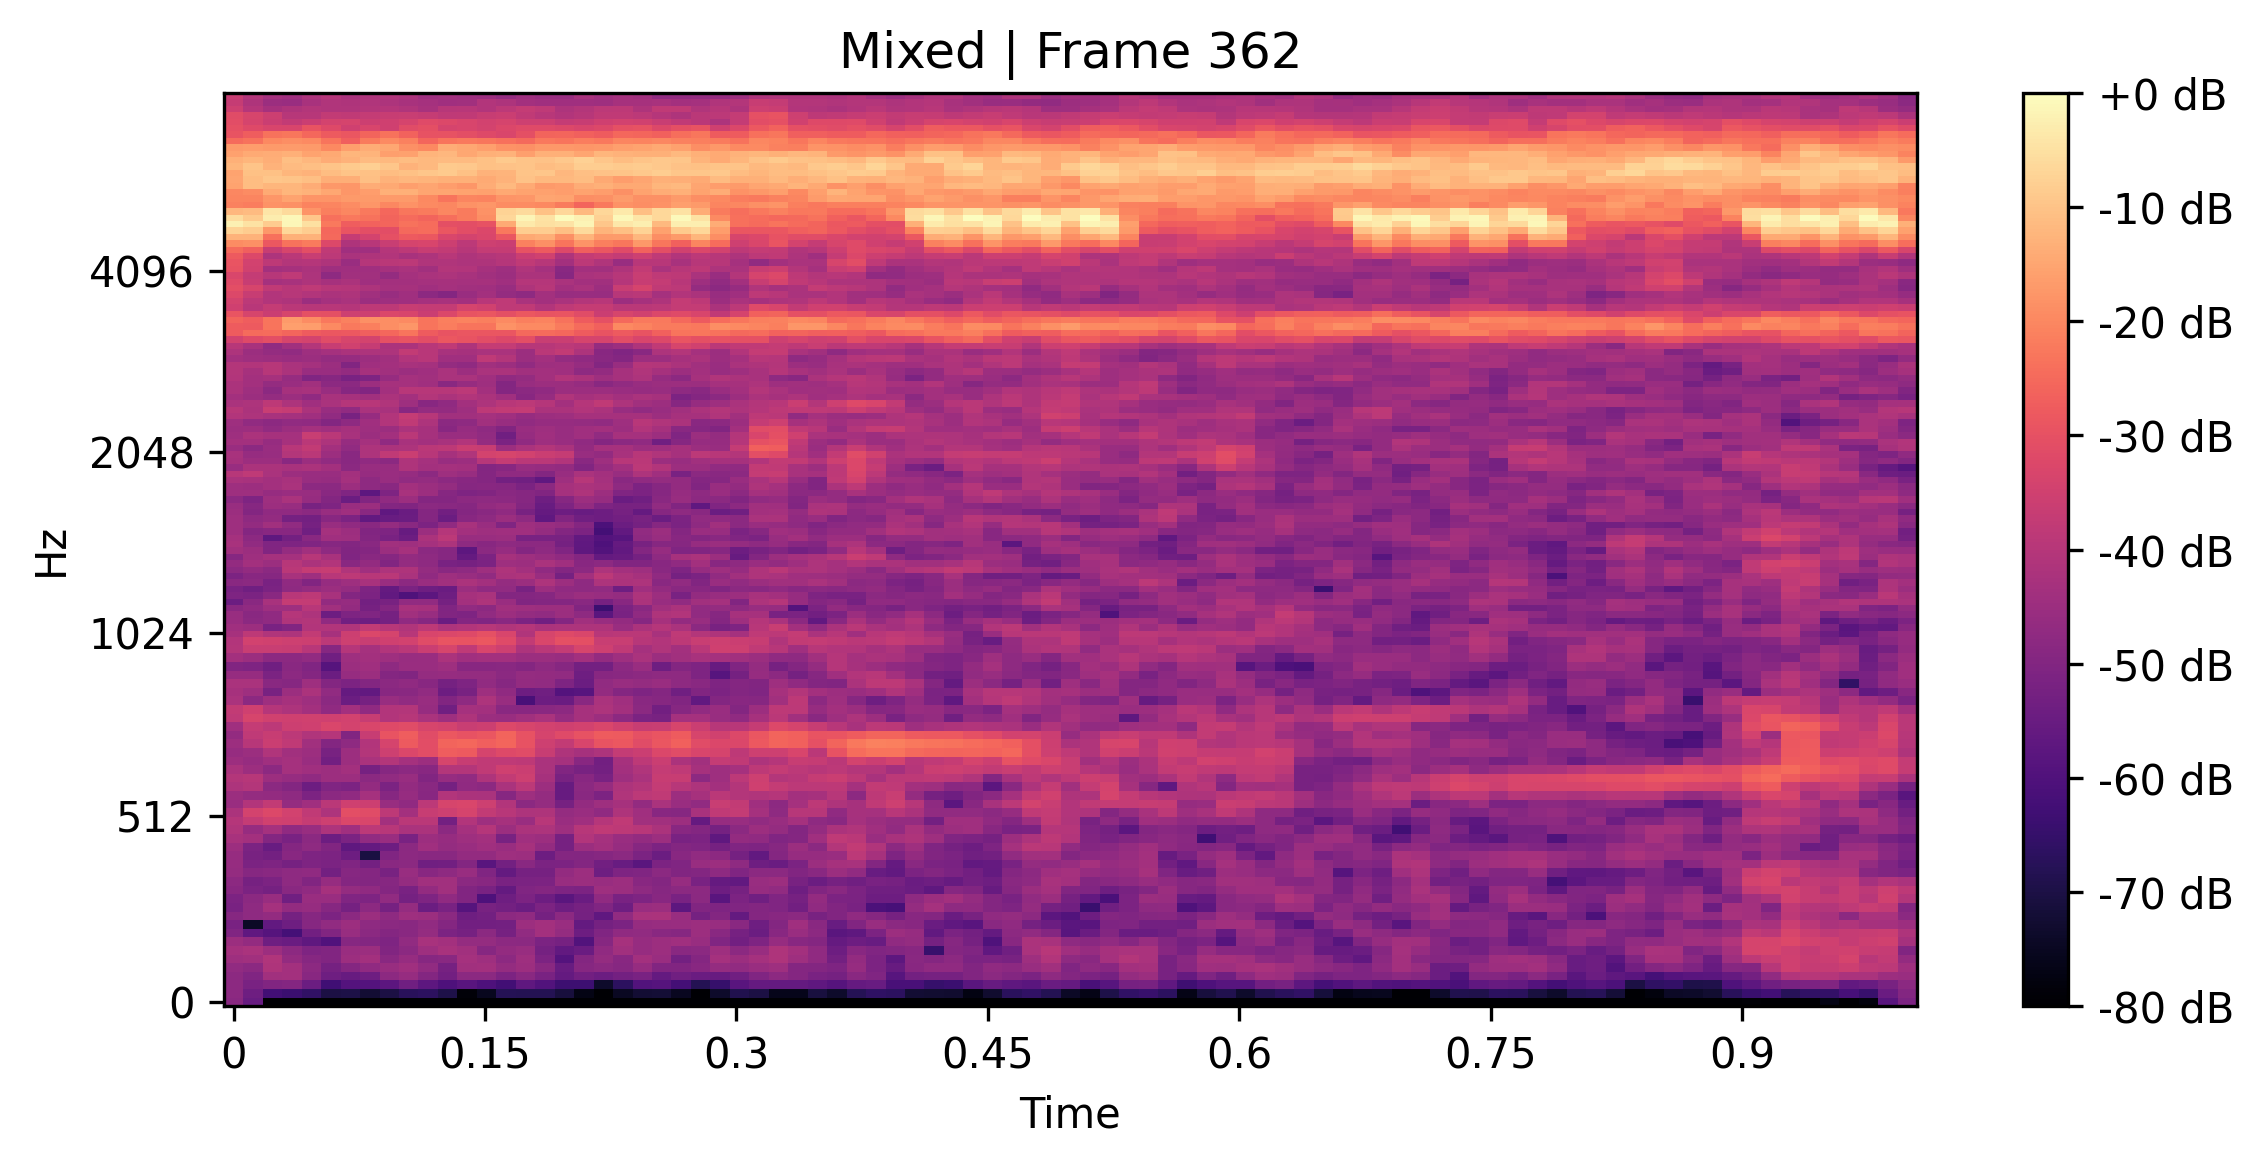 Mixed | Frame 362
+0 dB
-10 dB
-20 dB
-30 dB
-40 dB
-50 dB
-60 dB
-70 dB
-80 dB
Hz
4096
2048
1024
512
0
0 0.15 0.3 0.45 0.6 0.75 0.9
Time